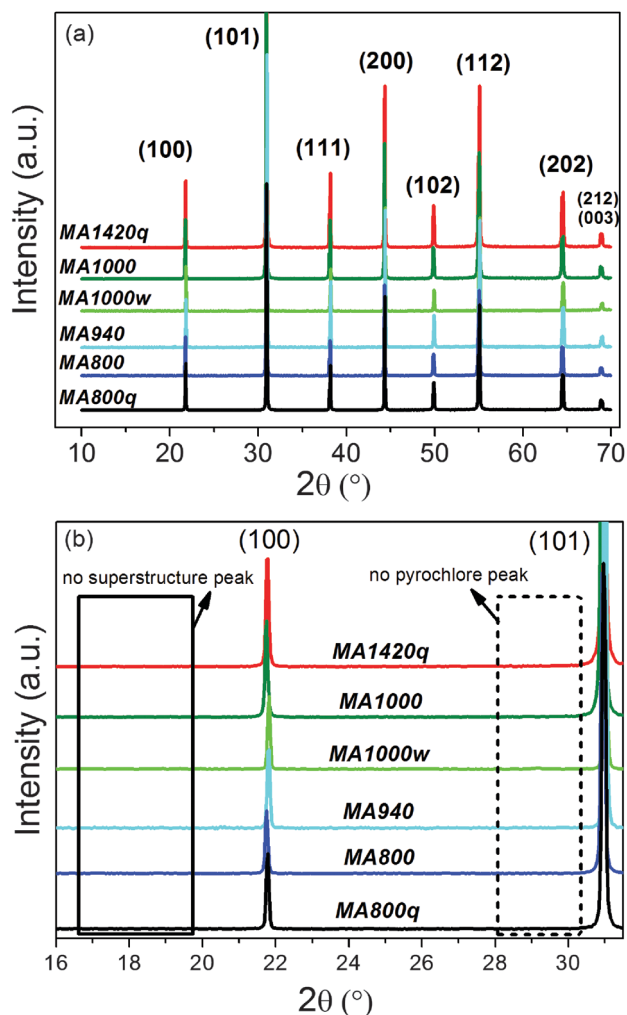 (a)
(101)
(200)
(112)
(100)
(111)
(102)
(202)
(212)
(003)
MA1420q
MA1000
MA1000w
MA940
MA800
MA800q
Intensity (a.u.)
10 20 30 40 50 60 70
2θ (°)
(b)
(100)
(101)
no superstructure peak
no pyrochlore peak
MA1420q
MA1000
MA1000w
MA940
MA800
MA800q
Intensity (a.u.)
16 18 20 22 24 26 28 30
2θ (°)